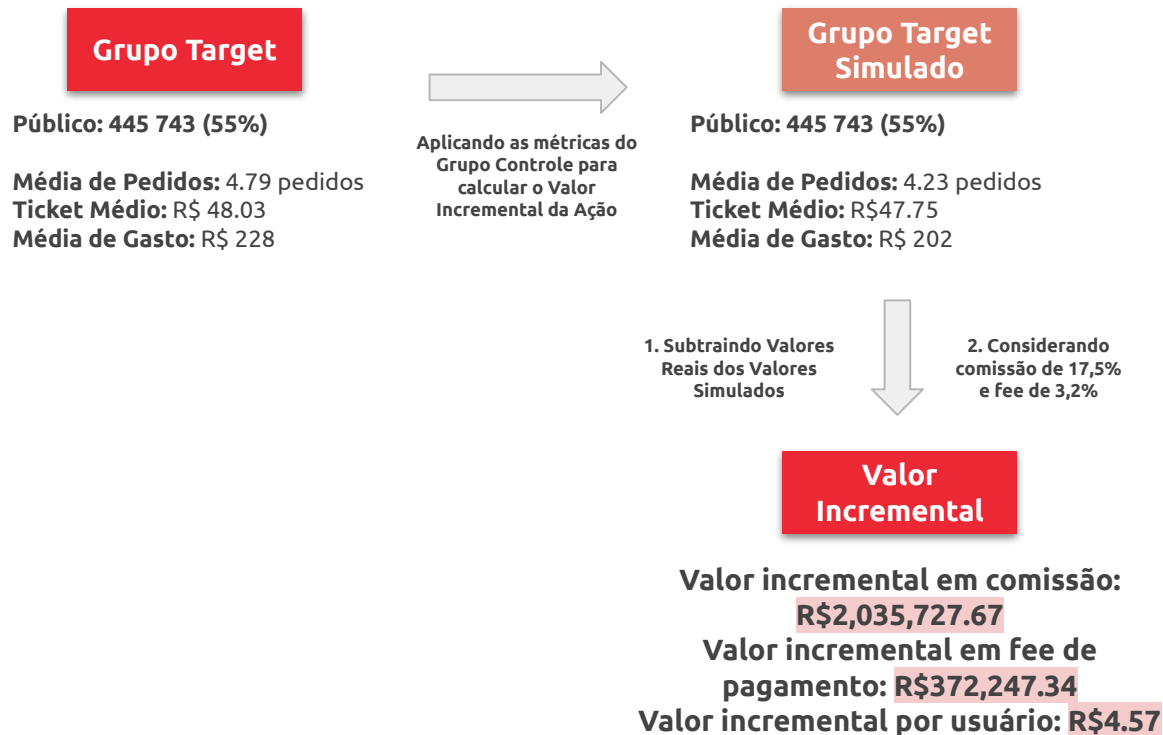 Grupo Target
Público: 445 743 (55%)
Média de Pedidos: 4.79 pedidos
Ticket Médio: R$ 48.03
Média de Gasto: R$ 228
Aplicando as métricas do
Grupo Controle para
calcular o Valor
Incremental da Ação
Grupo Target
Simulado
Público: 445 743 (55%)
Média de Pedidos: 4.23 pedidos
Ticket Médio: R$47.75
Média de Gasto: R$ 202
1. Subtraindo Valores
Reais dos Valores
Simulados
2. Considerando
comissão de 17,5%
e fee de 3,2%
Valor
Incremental
Valor incremental em comissão:
R$2,035,727.67
Valor incremental em fee de
pagamento: R$372,247.34
Valor incremental por usuário: R$4.57